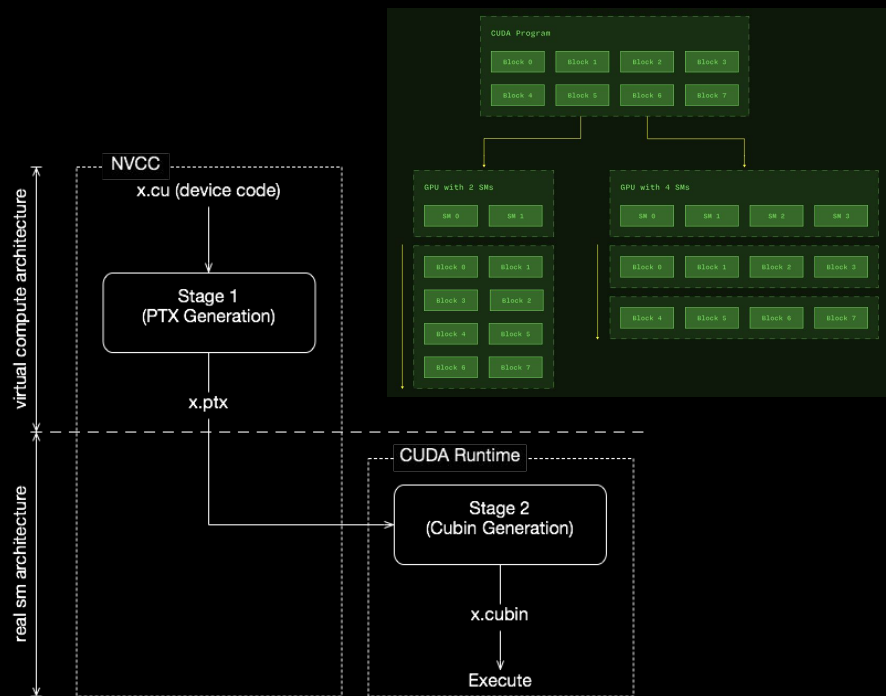 CUDA Program
Block 0 Block 1 Block 2 Block 3
Block 4 Block 5 Block 6 Block 7
GPU with 2 SMs
SM 0 SM 1
Block 0 Block 1
Block 3 Block 2
Block 4 Block 5
Block 6 Block 7
GPU with 4 SMs
SM 0 SM 1 SM 2 SM 3
Block 0 Block 1 Block 2 Block 3
Block 4 Block 5 Block 6 Block 7
virtual compute architecture
real sm architecture
NVCC
x.cu (device code)
Stage 1
(PTX Generation)
x.ptx
CUDA Runtime
Stage 2
(Cubin Generation)
x.cubin
Execute